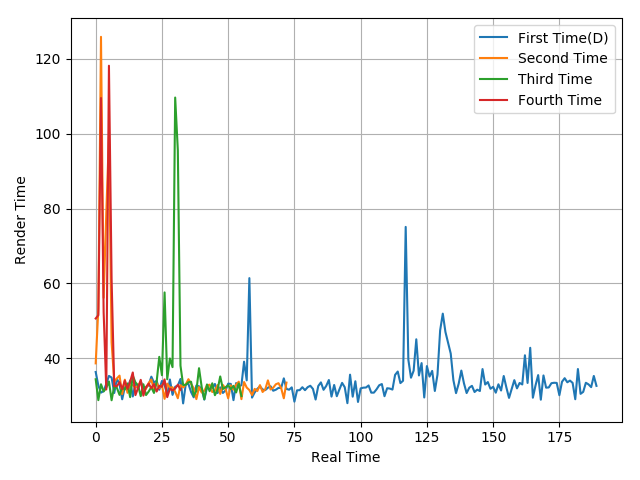 First Time(D)
Second Time
Third Time
Fourth Time
120
100
80
60
40
Render Time
0 25 50 75 100 125 150 175
Real Time